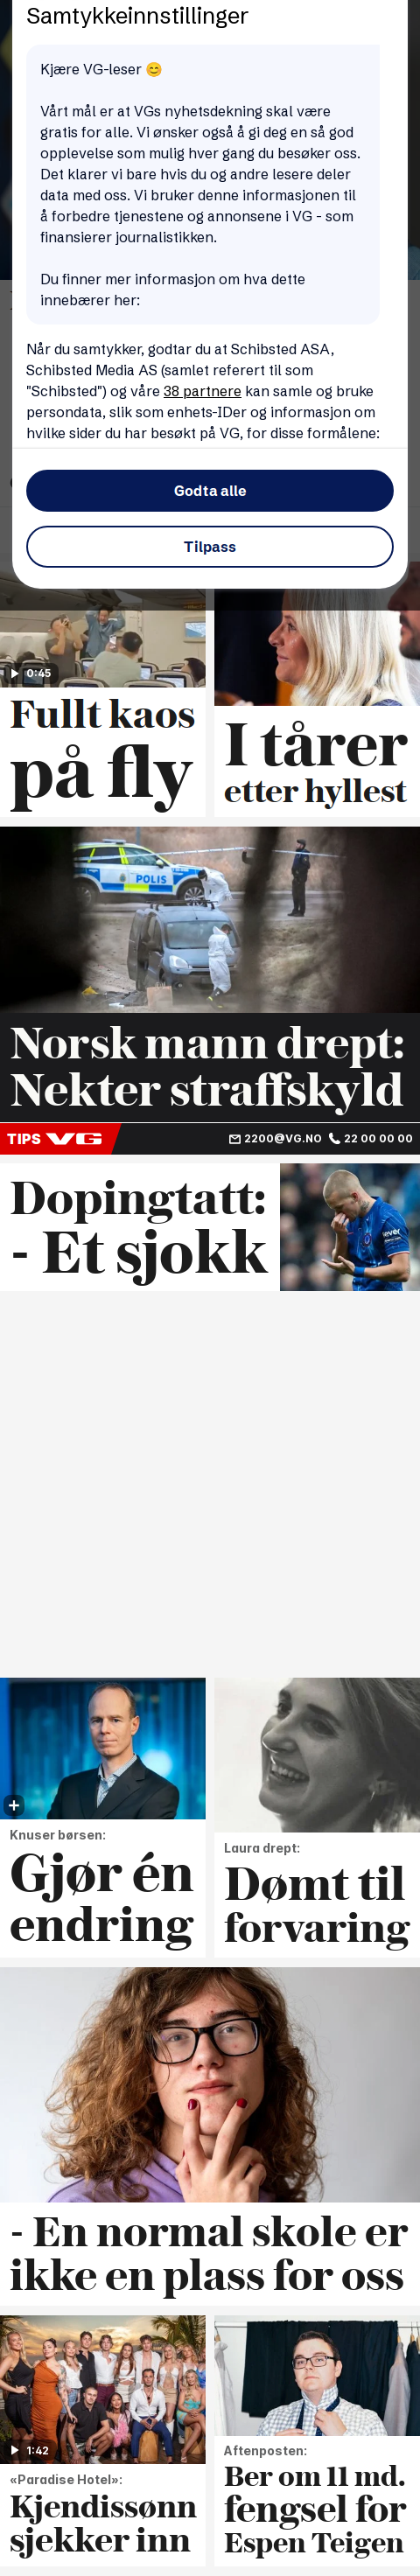 Samtykkeinnstillinger
Kjære VG-leser 😊
Vårt mål er at VGs nyhetsdekning skal være
gratis for alle. Vi ønsker også å gi deg en så god
opplevelse som mulig hver gang du besøker oss.
Det klarer vi bare hvis du og andre lesere deler
data med oss. Vi bruker denne informasjonen til
å forbedre tjenestene og annonsene i VG - som
finansierer journalistikken.
Du finner mer informasjon om hva dette
innebærer her:
Når du samtykker, godtar du at Schibsted ASA,
Schibsted Media AS (samlet referert til som
"Schibsted") og våre 38 partnere kan samle og bruke
persondata, slik som enhets-IDer og informasjon om
hvilke sider du har besøkt på VG, for disse formålene:
Godta alle
Tilpass
0:45
Fullt kaos
på fly
I tårer
etter hyllest
POLIS
Norsk mann drept:
Nekter straffskyld
TIPS VG 2200@VG.NO 22 00 00 00
Dopingtatt:
- Et sjokk
Knuser børsen:
Gjør én
endring
Laura drept:
Dømt til
forvaring
- En normal skole er
ikke en plass for oss
1:42
«Paradise Hotel»:
Kjendissønn
sjekker inn
Aftenposten:
Ber om 11 md.
fengsel for
Espen Teigen